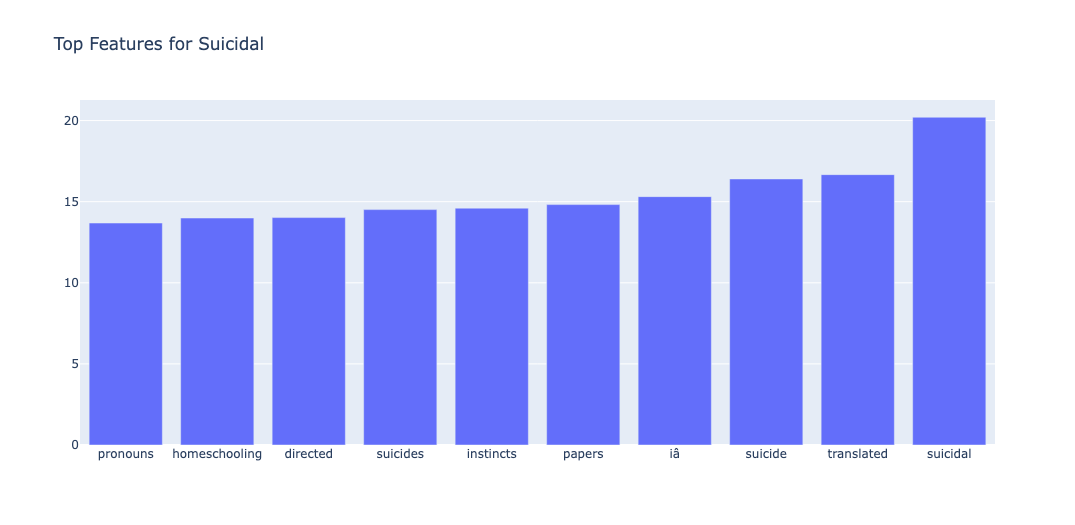 Top Features for Suicidal
20
15
10
5
0
pronouns homeschooling directed suicides instincts papers iâ suicide translated suicidal